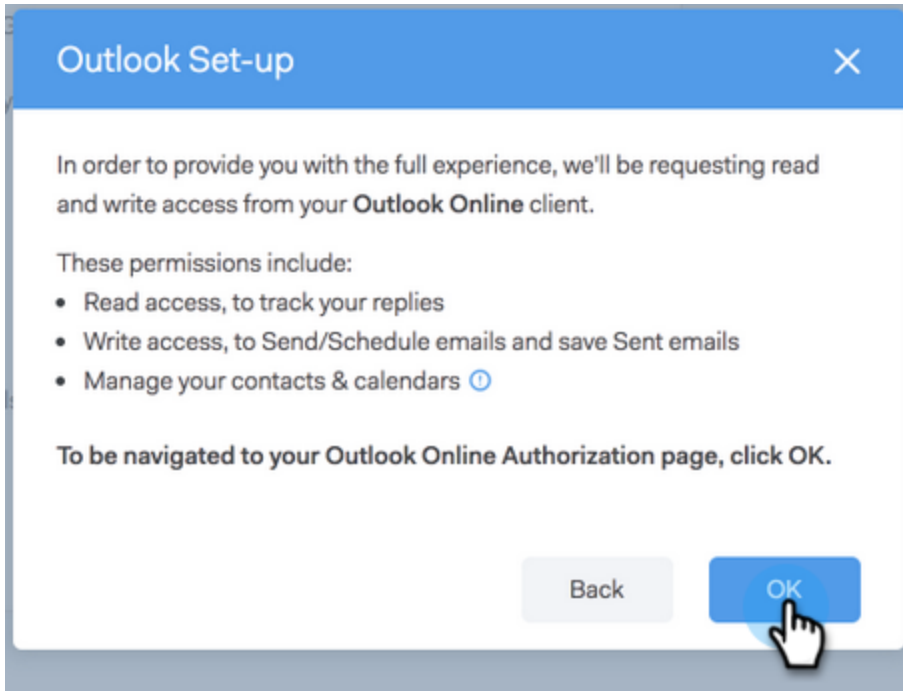 Outlook Set-up
In order to provide you with the full experience, we'll be requesting read
and write access from your Outlook Online client.
These permissions include:
• Read access, to track your replies
• Write access, to Send/Schedule emails and save Sent emails
• Manage your contacts & calendars
To be navigated to your Outlook Online Authorization page, click OK.
Back
OK